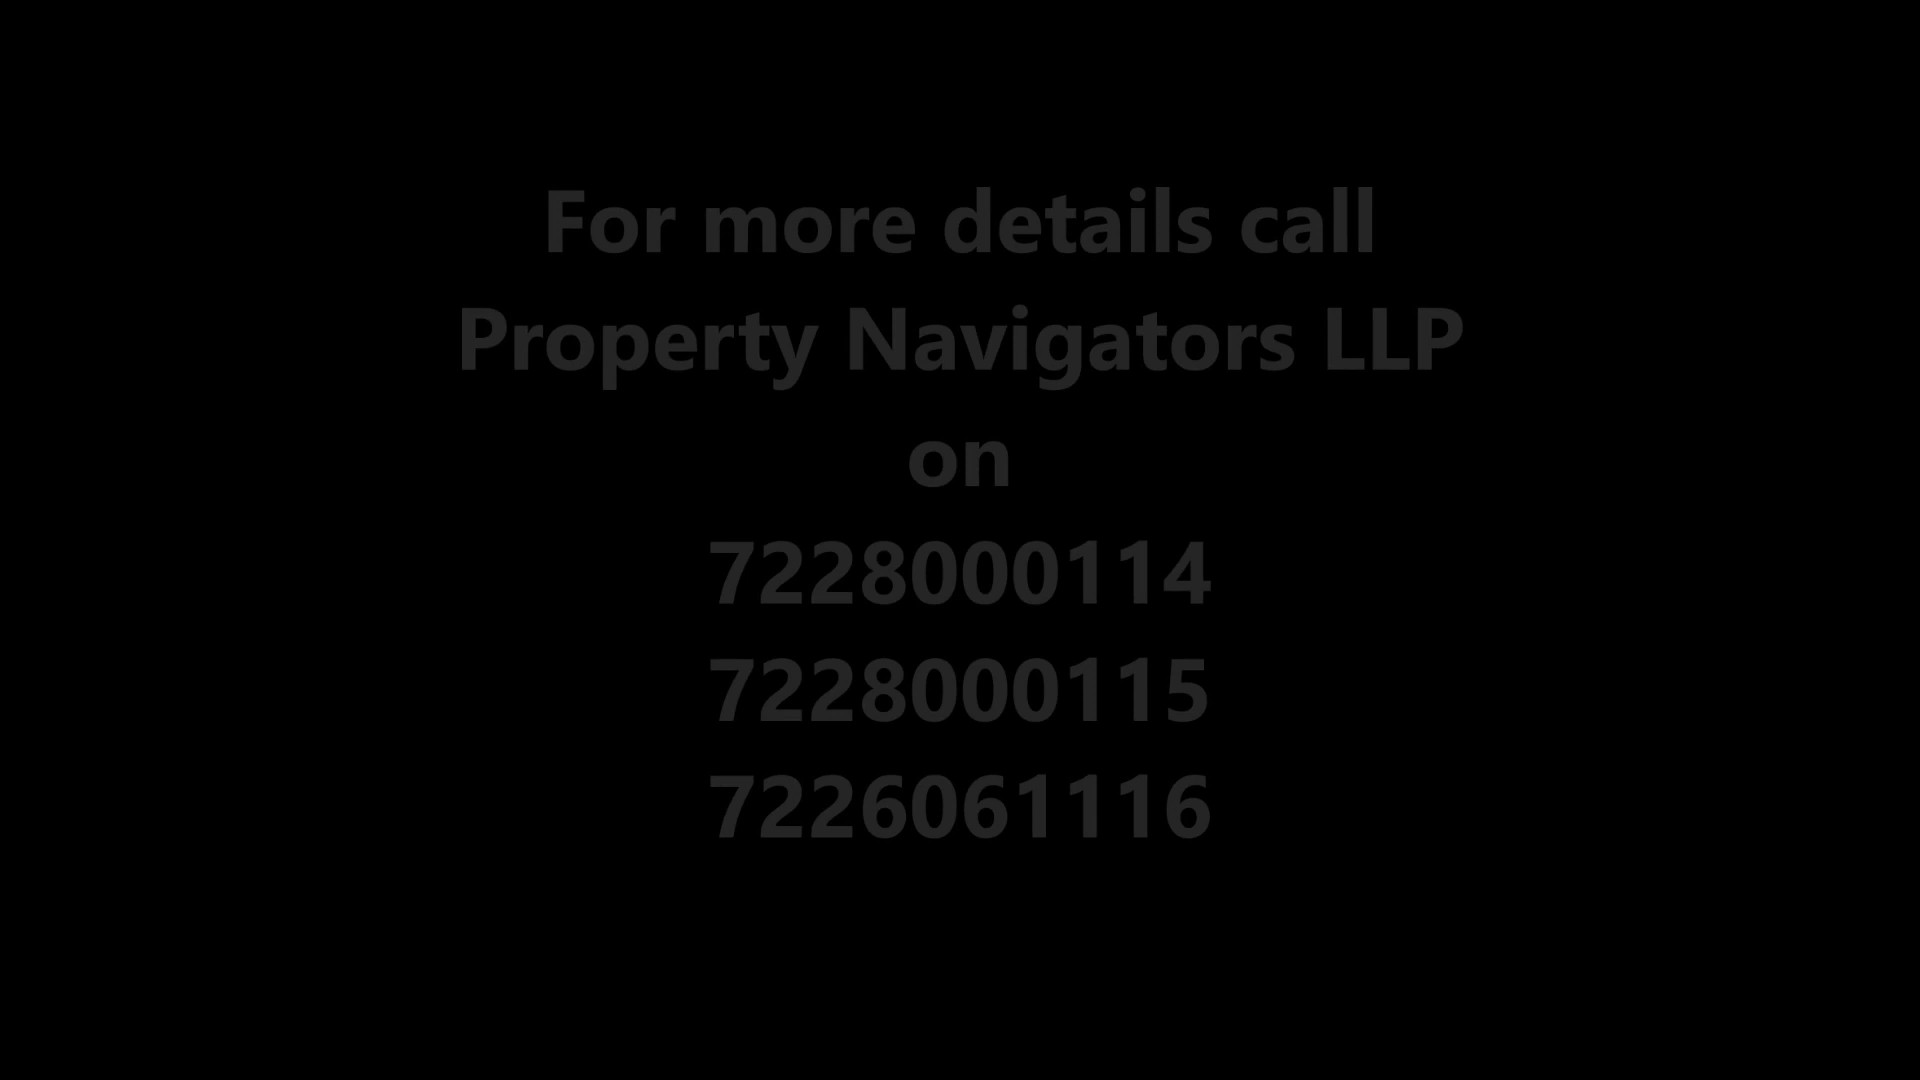 For more details call
Property Navigators LLP
on
7228000114
7228000115
7226061116